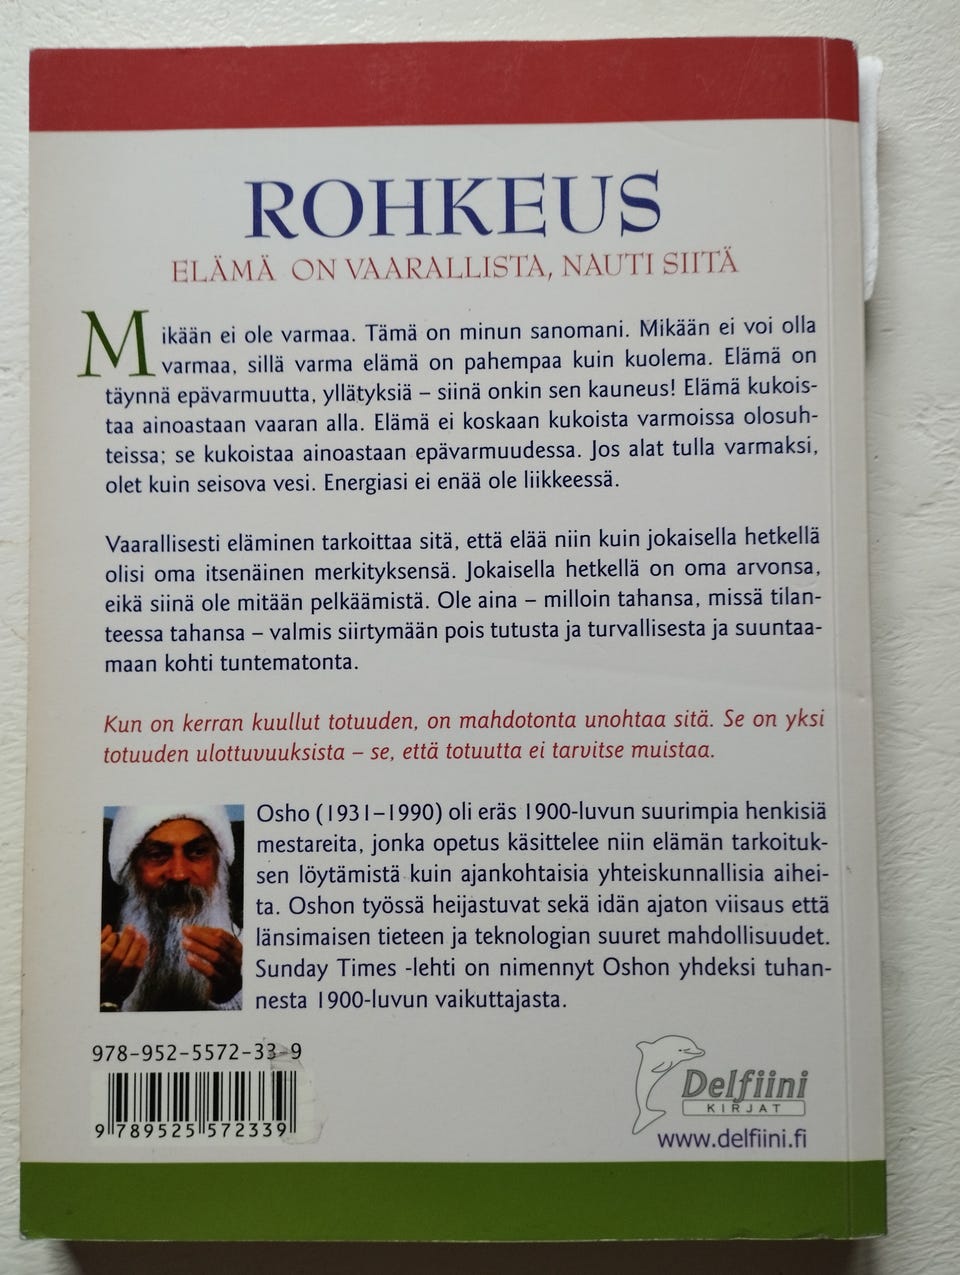 ROHKEUS
ELÄMÄ ON VAARALLISTA, NAUTI SIITÄ
Mikään ei ole varmaa. Tämä on minun sanomani. Mikään ei voi olla
varmaa, sillä varma elämä on pahempaa kuin kuolema. Elämä on
täynnä epävarmuutta, yllätyksiä – siinä onkin sen kauneus! Elämä kukois-
taa ainoastaan vaaran alla. Elämä ei koskaan kukoista varmoissa olosuh-
teissa; se kukoistaa ainoastaan epävarmuudessa. Jos alat tulla varmaksi,
olet kuin seisova vesi. Energiasi ei enää ole liikkeessä.
Vaarallisesti eläminen tarkoittaa sitä, että elää niin kuin jokaisella hetkellä
olisi oma itsenäinen merkityksensä. Jokaisella hetkellä on oma arvonsa,
eikä siinä ole mitään pelkäämistä. Ole aina – milloin tahansa, missä tilan-
teessa tahansa – valmis siirtymään pois tutusta ja turvallisesta ja suuntaa-
maan kohti tuntematonta.
Kun on kerran kuullut totuuden, on mahdotonta unohtaa sitä. Se on yksi
totuuden ulottuvuuksista – se, että totuutta ei tarvitse muistaa.
Osho (1931–1990) oli eräs 1900-luvun suurimpia henkisiä
mestareita, jonka opetus käsittelee niin elämän tarkoituk-
sen löytämistä kuin ajankohtaisia yhteiskunnallisia aihei-
ta. Oshon työssä heijastuvat sekä idän ajaton viisaus että
länsimaisen tieteen ja teknologian suuret mahdollisuudet.
Sunday Times -lehti on nimennyt Oshon yhdeksi tuhan-
nesta 1900-luvun vaikuttajasta.
978-952-5572-33-9
9 789525 572339
Delfiini
KIRJAT
www.delfiini.fi